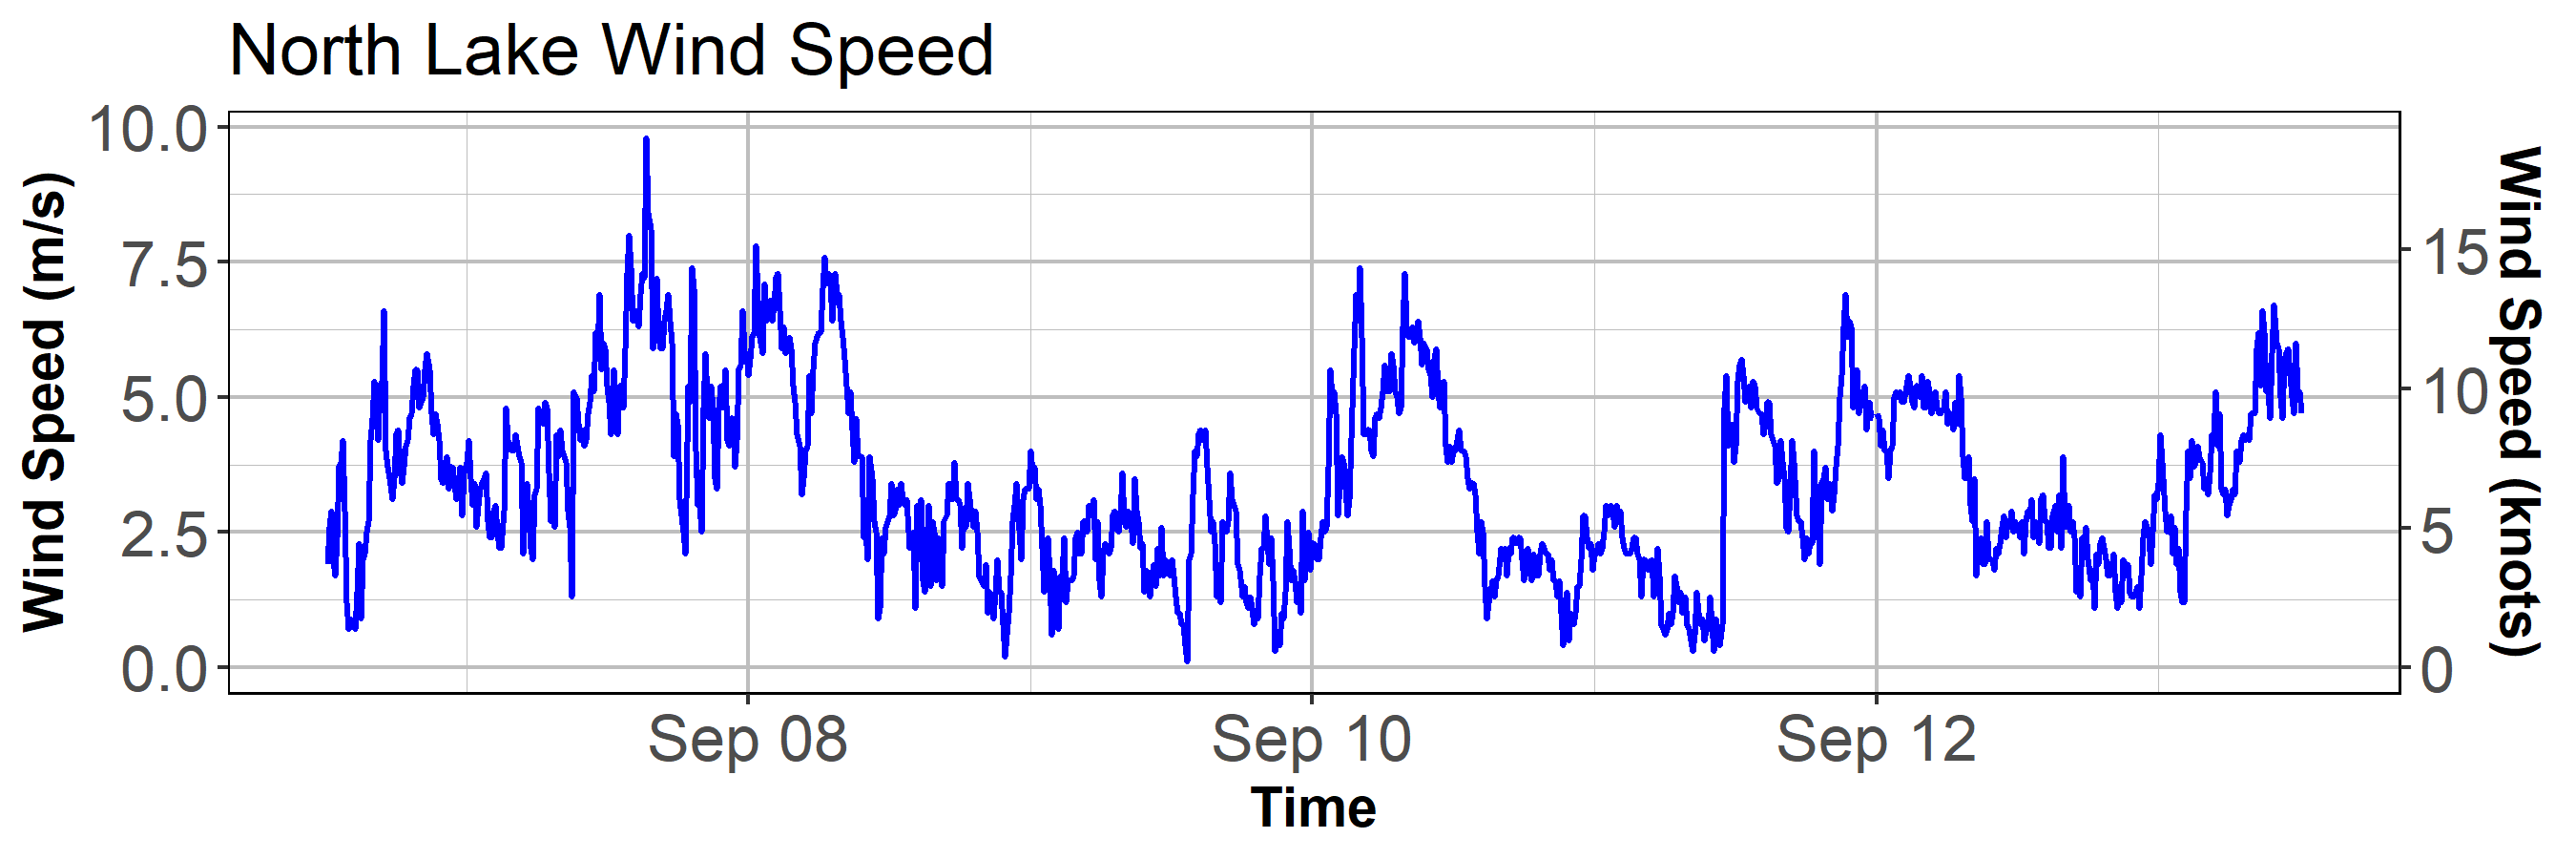 North Lake Wind Speed
Wind Speed (m/s)
10.0
7.5
5.0
2.5
0.0
15
10
5
0
Wind Speed (knots)
Sep 08
Sep 10
Sep 12
Time